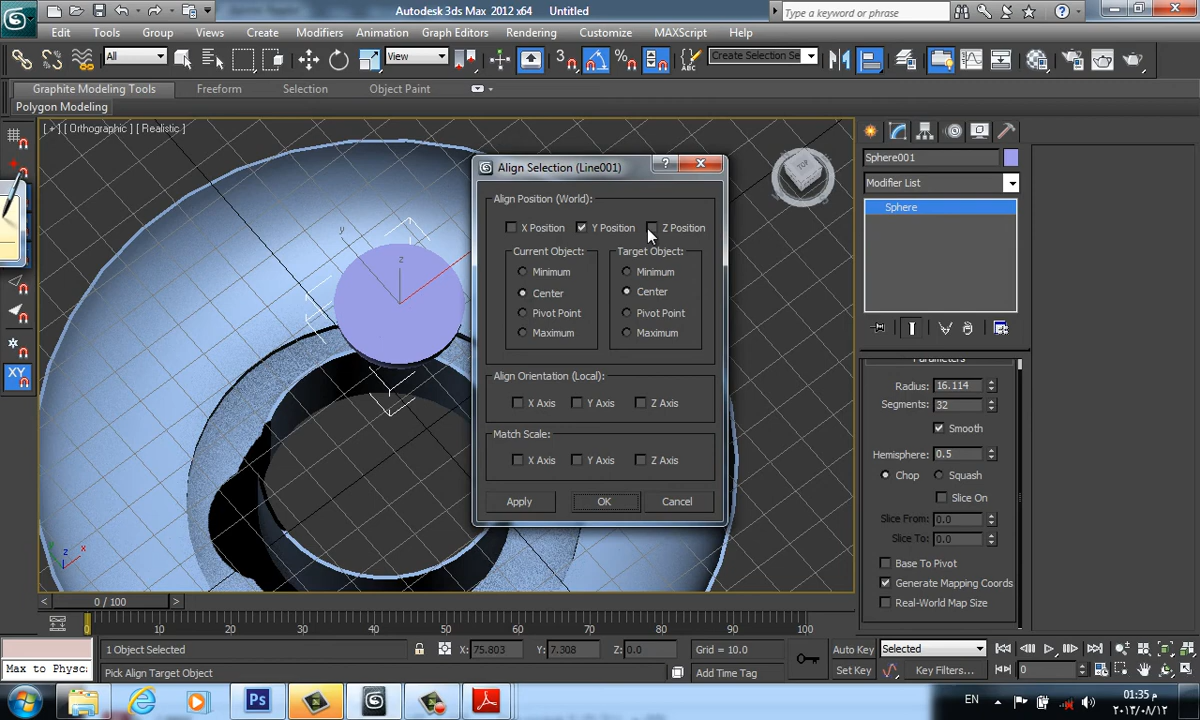 Autodesk 3ds Max 2012 x64 Untitled
Type a keyword or phrase
Edit Tools Group Views Create Modifiers Animation Graph Editors Rendering Customize MAXScript Help
All
View
3
Create Selection Se
Graphite Modeling Tools Freeform Selection Object Paint
Polygon Modeling
[ + ] [ Orthographic ] [ Realistic ]
TOP
Align Selection (Line001)
Align Position (World):
X Position Y Position Z Position
Current Object: Target Object:
Minimum Minimum
Center Center
Pivot Point Pivot Point
Maximum Maximum
Align Orientation (Local):
X Axis Y Axis Z Axis
Match Scale:
X Axis Y Axis Z Axis
Apply OK Cancel
y
z
XY
z x
Sphere001
Modifier List
Sphere
Parameters
Radius: 16.114
Segments: 32
Smooth
Hemisphere: 0.5
Chop Squash
Slice On
Slice From: 0.0
Slice To: 0.0
Base To Pivot
Generate Mapping Coords
Real-World Map Size
< 0 / 100 >
0 10 20 30 40 50 60 70 80 90 100
1 Object Selected X: 75.803 Y: 7.308 Z: 0.0 Grid = 10.0 Auto Key Selected
Max to Physc Pick Align Target Object Add Time Tag Set Key Key Filters... 0
Ps
EN
01:35 م
٢٠١٣/٠٨/١٢